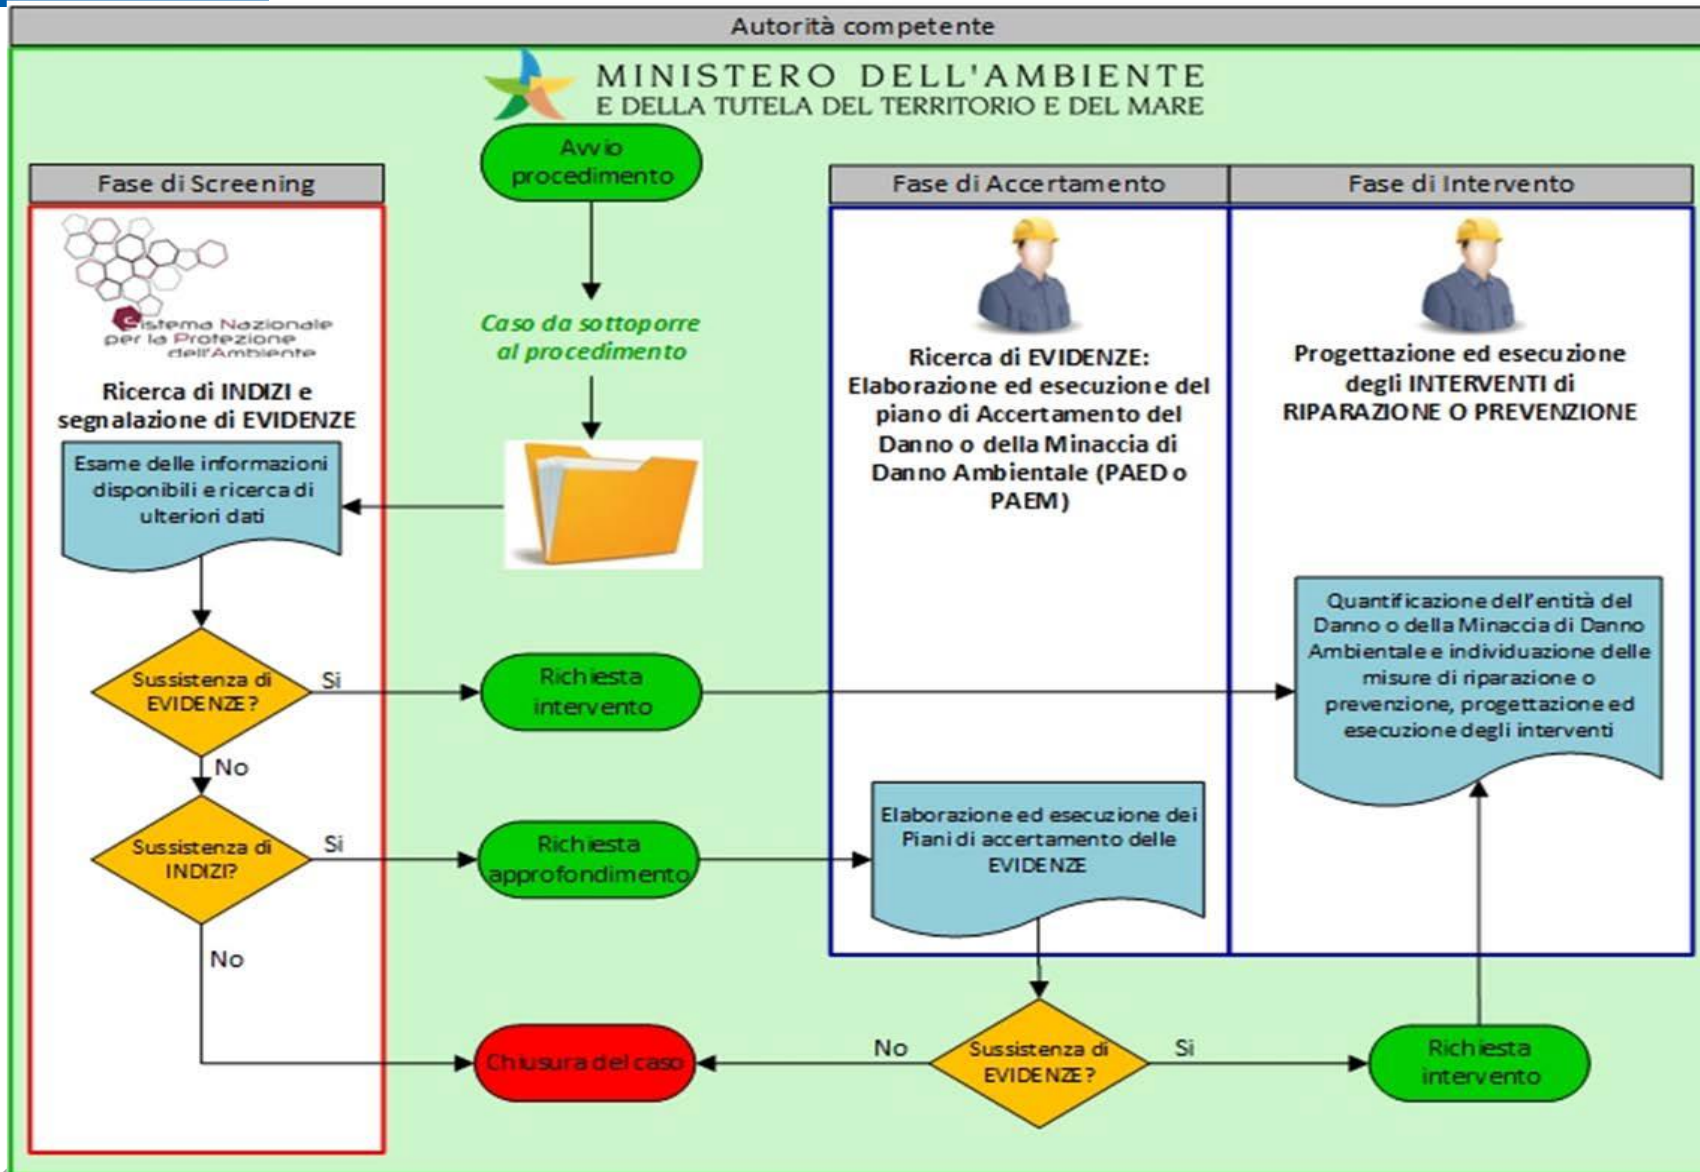 Autorità competente
MINISTERO DELL'AMBIENTE
E DELLA TUTELA DEL TERRITORIO E DEL MARE
Avvio
procedimento
Caso da sottoporre
al procedimento
Fase di Screening
Sistema Nazionale
per la Protezione
dell'Ambiente
Ricerca di INDIZI e
segnalazione di EVIDENZE
Esame delle informazioni
disponibili e ricerca di
ulteriori dati
Sussistenza di
EVIDENZE?
Si
No
Richiesta
intervento
Sussistenza di
INDIZI?
Si
No
Richiesta
approfondimento
Chiusura del caso
Fase di Accertamento
Ricerca di EVIDENZE:
Elaborazione ed esecuzione del
piano di Accertamento del
Danno o della Minaccia di
Danno Ambientale (PAED o
PAEM)
Elaborazione ed esecuzione dei
Piani di accertamento delle
EVIDENZE
Sussistenza di
EVIDENZE?
No
Si
Richiesta
intervento
Fase di Intervento
Progettazione ed esecuzione
degli INTERVENTI di
RIPARAZIONE O PREVENZIONE
Quantificazione dell'entità del
Danno o della Minaccia di Danno
Ambientale e individuazione delle
misure di riparazione o
prevenzione, progettazione ed
esecuzione degli interventi